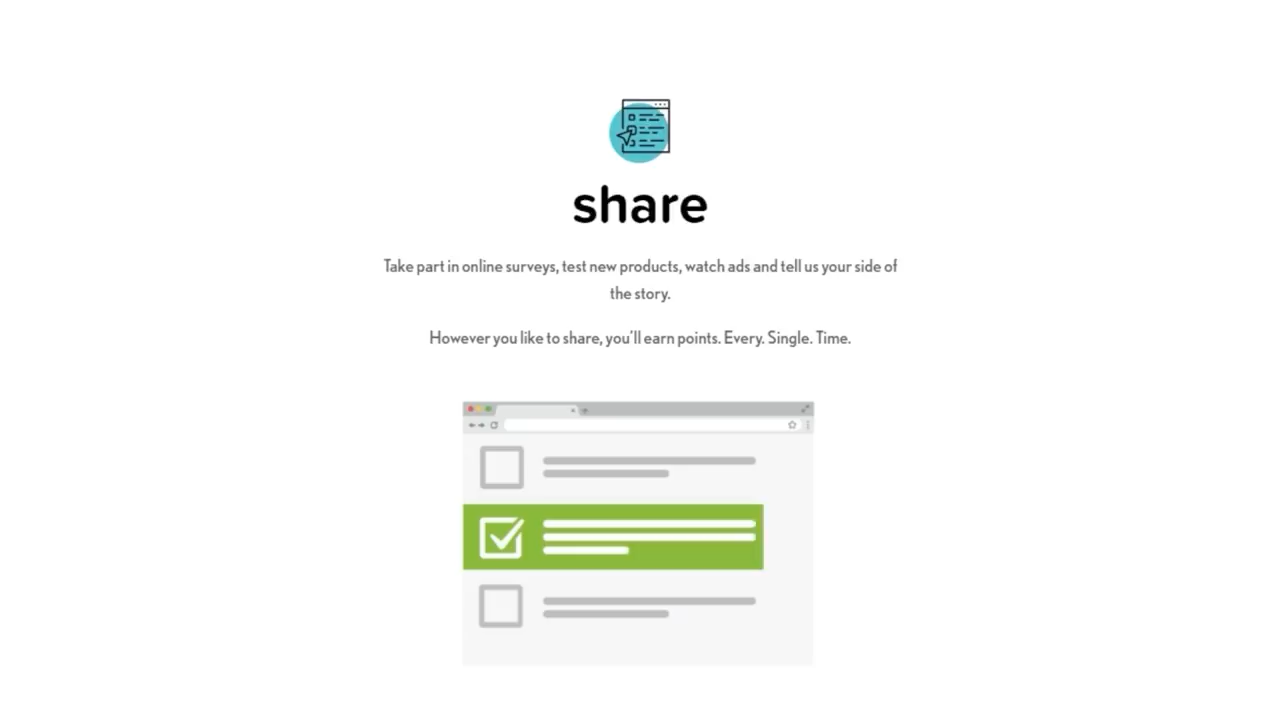 share
Take part in online surveys, test new products, watch ads and tell us your side of
the story.
However you like to share, you'll earn points. Every. Single. Time.